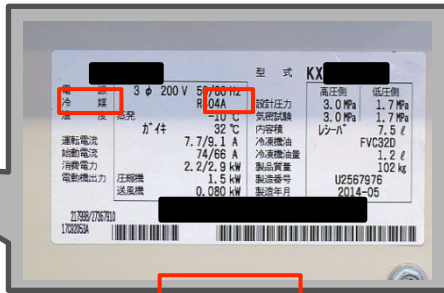 型 式 KX
電 源 3φ 200 V 50/60 Hz
高圧側 低圧側
冷 媒 R404A
設計圧力 3.0 MPa 1.7 MPa
温 度 蒸発 -10 ℃
気密試験 3.0 MPa 1.7 MPa
ガイキ 32 ℃
内容積 レシーバ 7.5 ℓ
運転電流 7.7/9.1 A
冷凍機油 FVC32D
始動電流 74/66 A
冷凍機油量 1.2 ℓ
消費電力 2.2/2.9 kW
製品質量 102 kg
電動機出力 圧縮機 1.5 kW
製造番号 U2567976
送風機 0.080 kW
製造年月 2014-05
217998/27367910
17C82053A